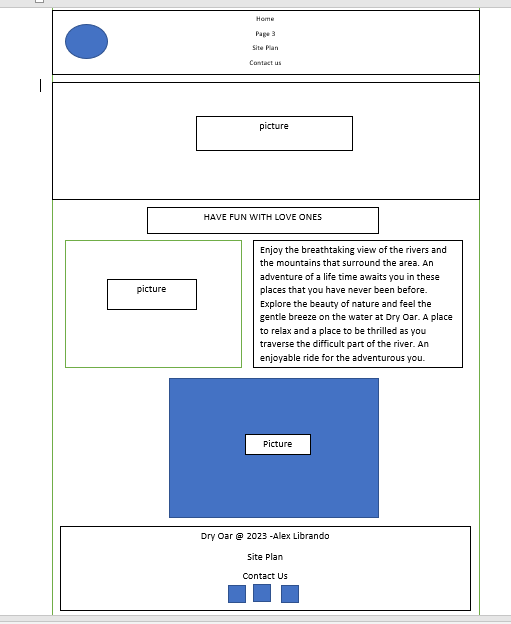 Home
Page 3
Site Plan
Contact us
picture
HAVE FUN WITH LOVE ONES
picture
Enjoy the breathtaking view of the rivers and
the mountains that surround the area. An
adventure of a life time awaits you in these
places that you have never been before.
Explore the beauty of nature and feel the
gentle breeze on the water at Dry Oar. A place
to relax and a place to be thrilled as you
traverse the difficult part of the river. An
enjoyable ride for the adventurous you.
Picture
Dry Oar @ 2023 -Alex Librando
Site Plan
Contact Us